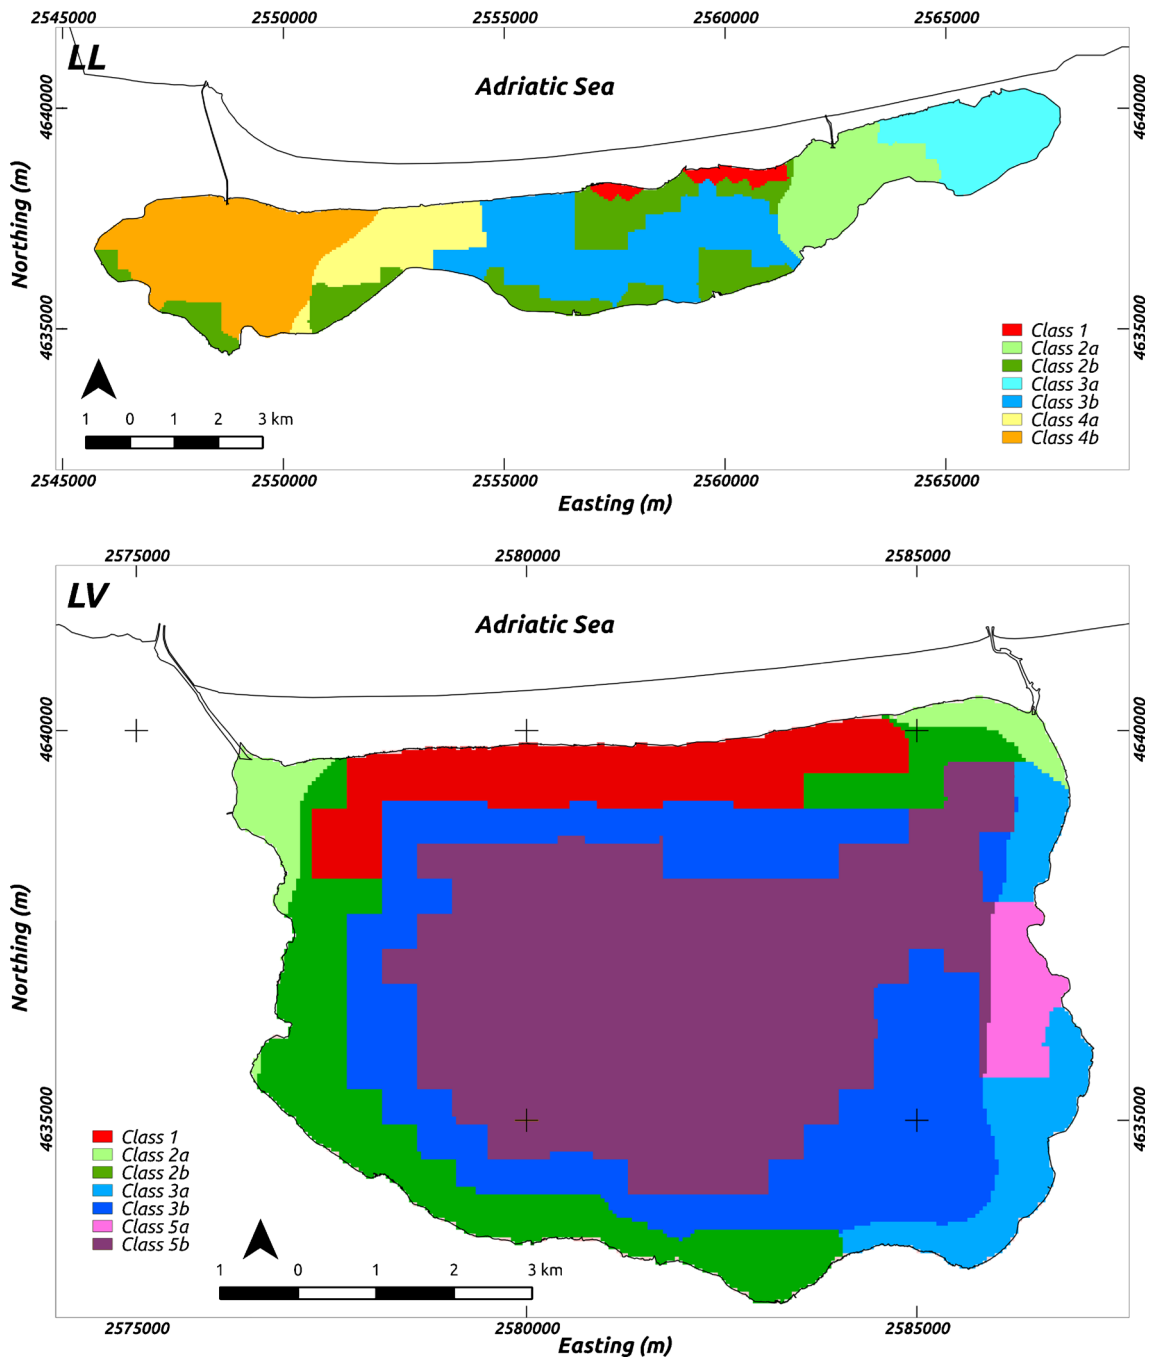 2545000 2550000 2555000 2560000 2565000
LL
Adriatic Sea
4640000 4640000
Northing (m)
4635000 4635000
Class 1
Class 2a
Class 2b
Class 3a
Class 3b
Class 4a
Class 4b
1 0 1 2 3 km
2545000 2550000 2555000 2560000 2565000
Easting (m)
2575000 2580000 2585000
LV
Adriatic Sea
4640000 4640000
Northing (m)
4635000 4635000
Class 1
Class 2a
Class 2b
Class 3a
Class 3b
Class 5a
Class 5b
1 0 1 2 3 km
2575000 2580000 2585000
Easting (m)